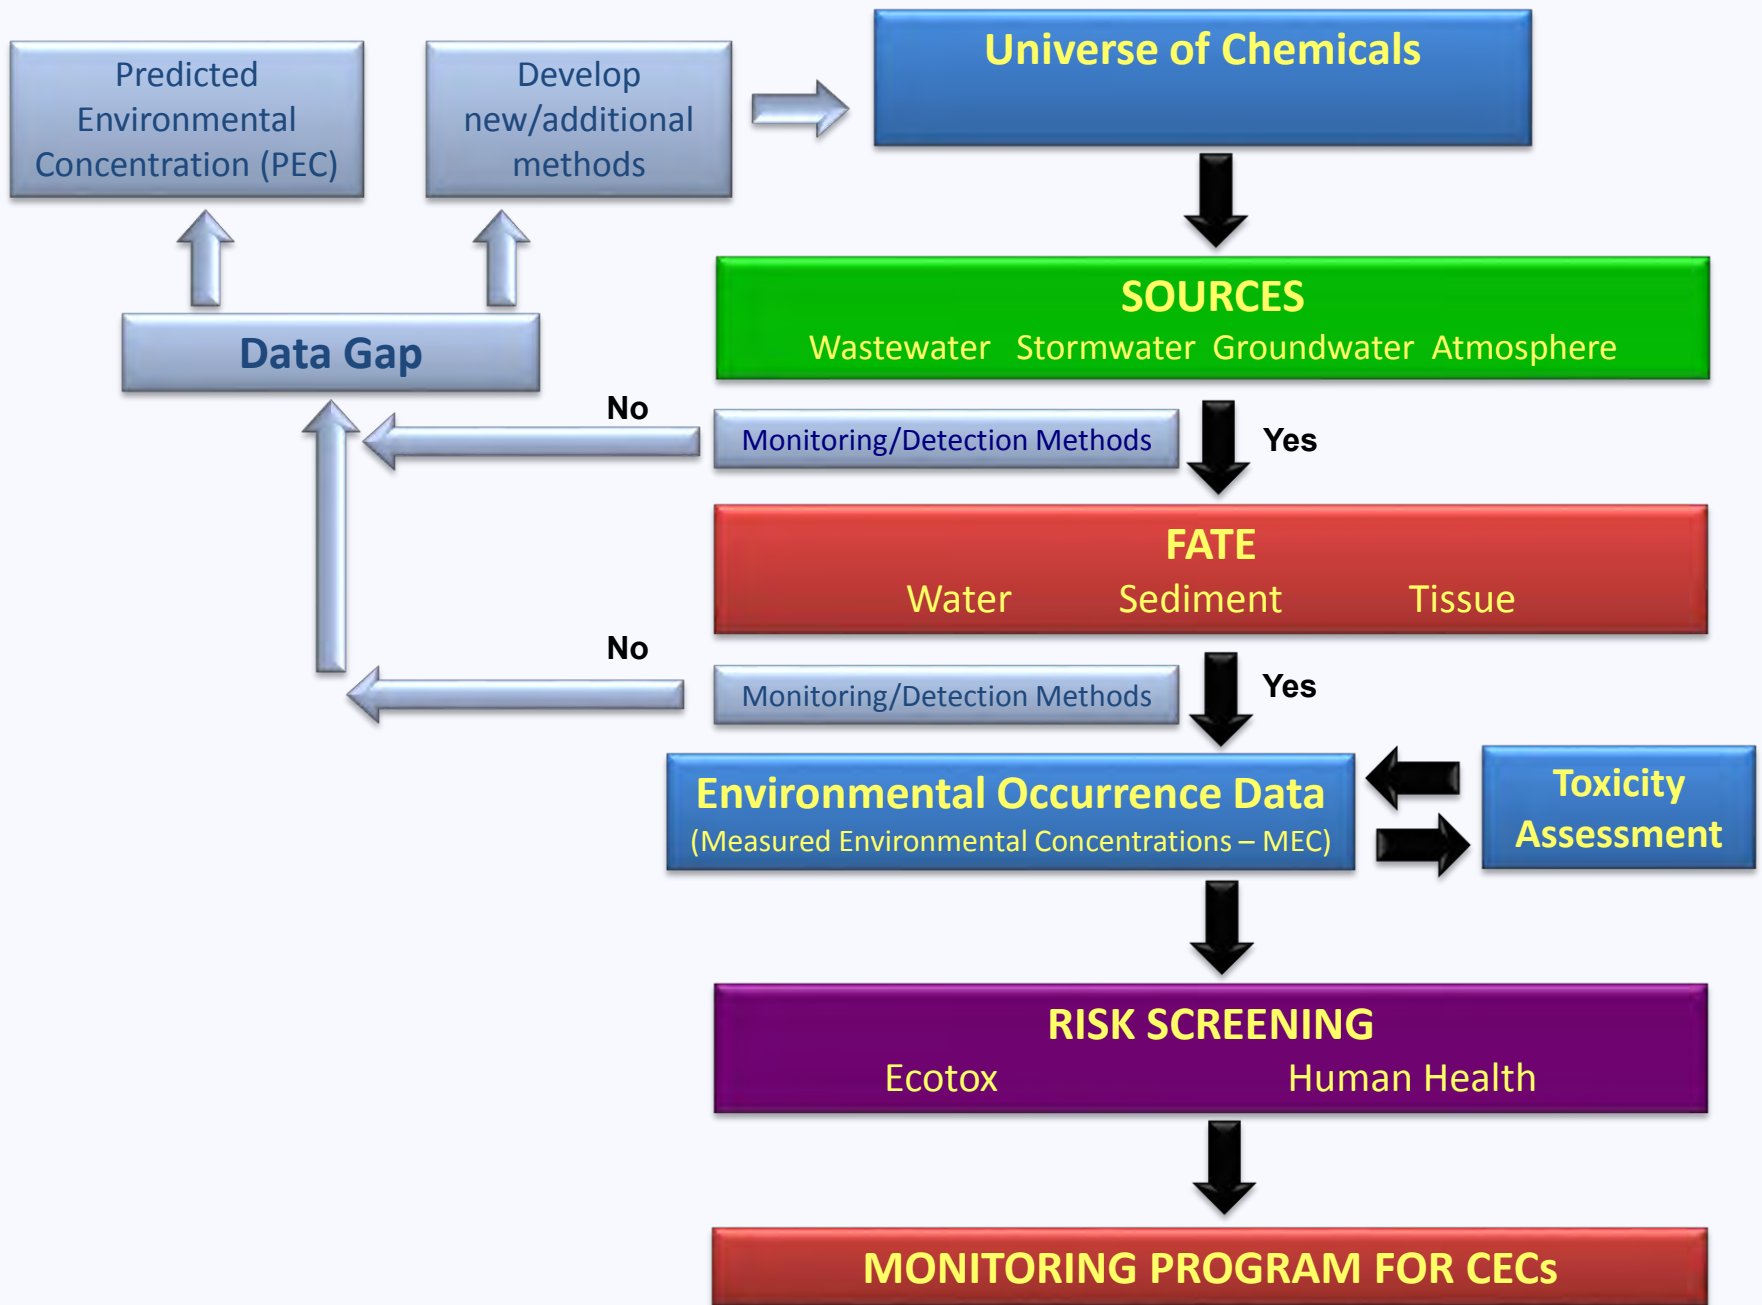 Predicted
Environmental
Concentration (PEC)
Develop
new/additional
methods
Universe of Chemicals
SOURCES
Wastewater Stormwater Groundwater Atmosphere
Data Gap
No
Monitoring/Detection Methods
Yes
FATE
Water Sediment Tissue
No
Monitoring/Detection Methods
Yes
Environmental Occurrence Data
(Measured Environmental Concentrations – MEC)
Toxicity
Assessment
RISK SCREENING
Ecotox Human Health
MONITORING PROGRAM FOR CECs